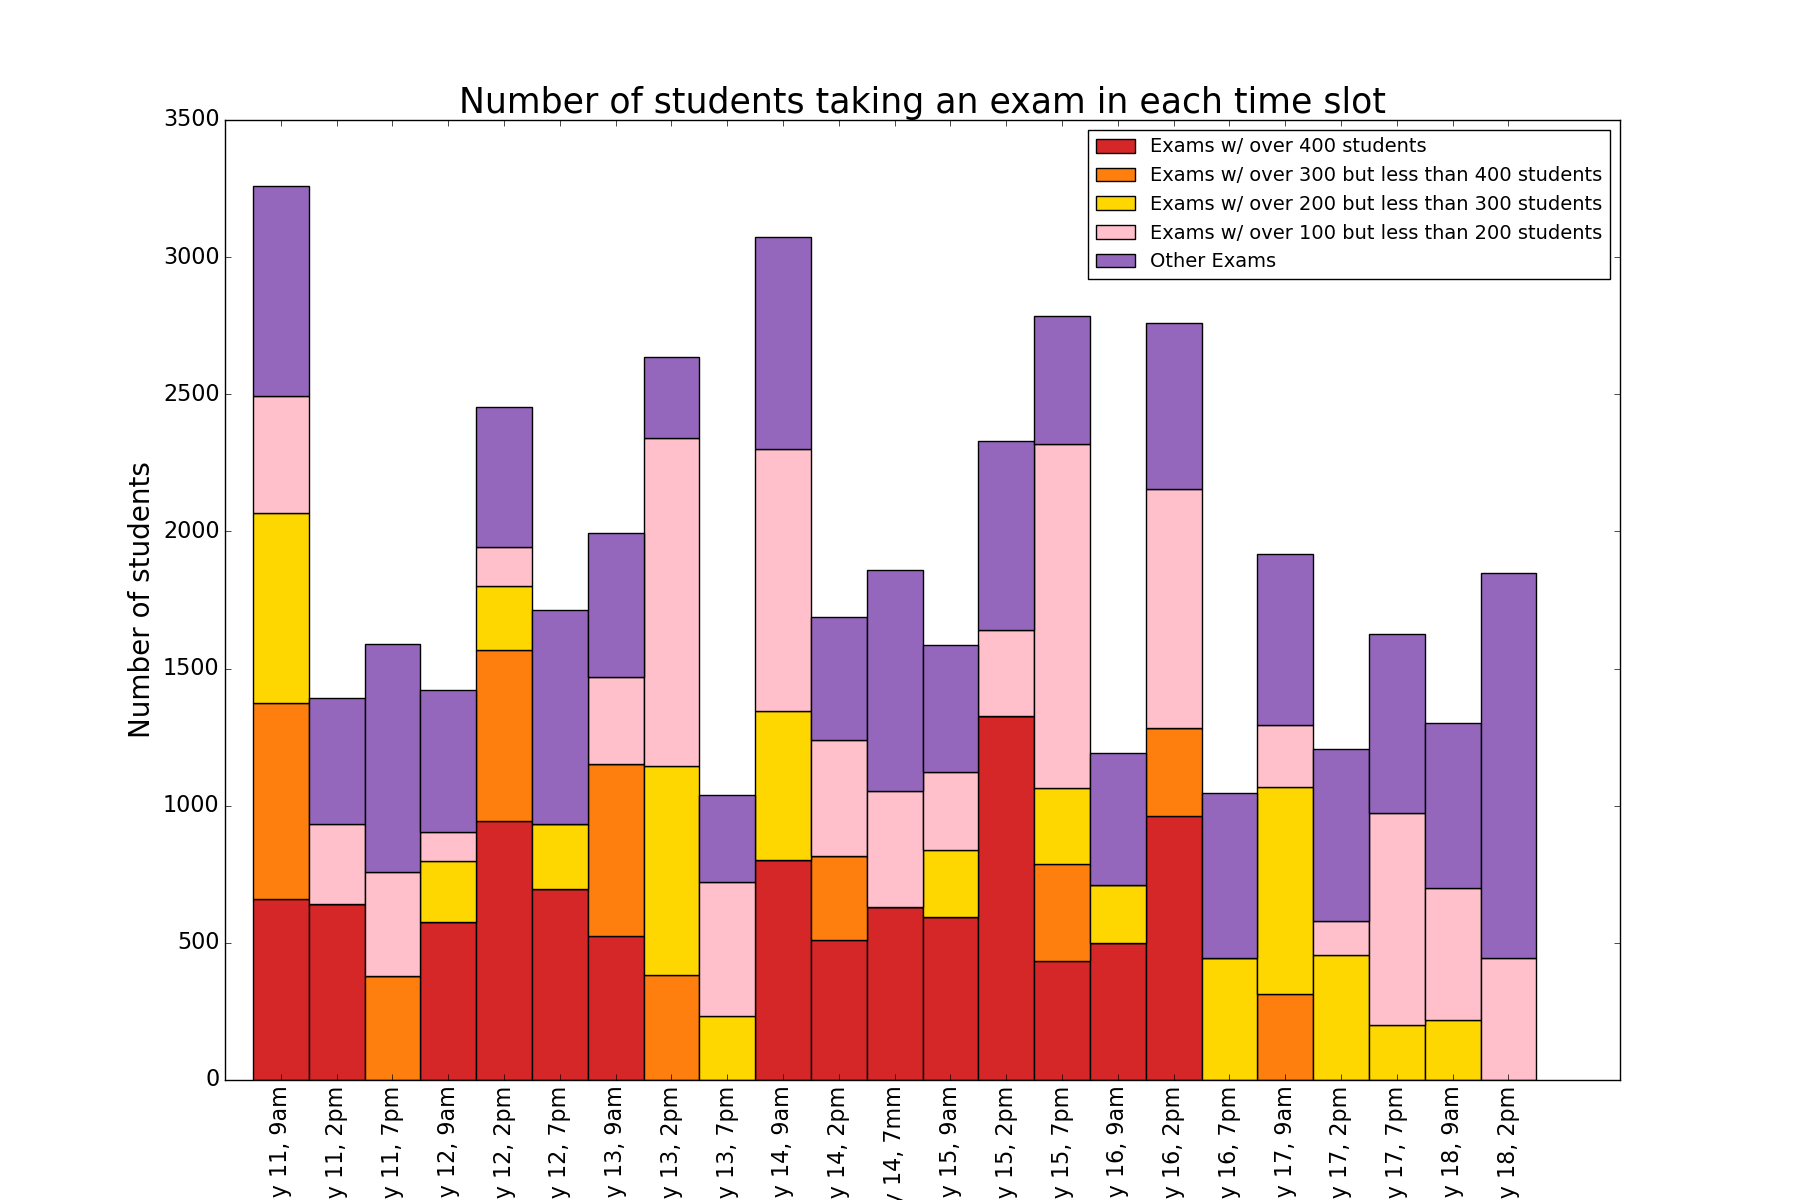 Number of students taking an exam in each time slot
Exams w/ over 400 students
Exams w/ over 300 but less than 400 students
Exams w/ over 200 but less than 300 students
Exams w/ over 100 but less than 200 students
Other Exams
Number of students
3500
3000
2500
2000
1500
1000
500
0
y 11, 9am
y 11, 2pm
y 11, 7pm
y 12, 9am
y 12, 2pm
y 12, 7pm
y 13, 9am
y 13, 2pm
y 13, 7pm
y 14, 9am
y 14, 2pm
y 14, 7mm
y 15, 9am
y 15, 2pm
y 15, 7pm
y 16, 9am
y 16, 2pm
y 16, 7pm
y 17, 9am
y 17, 2pm
y 17, 7pm
y 18, 9am
y 18, 2pm